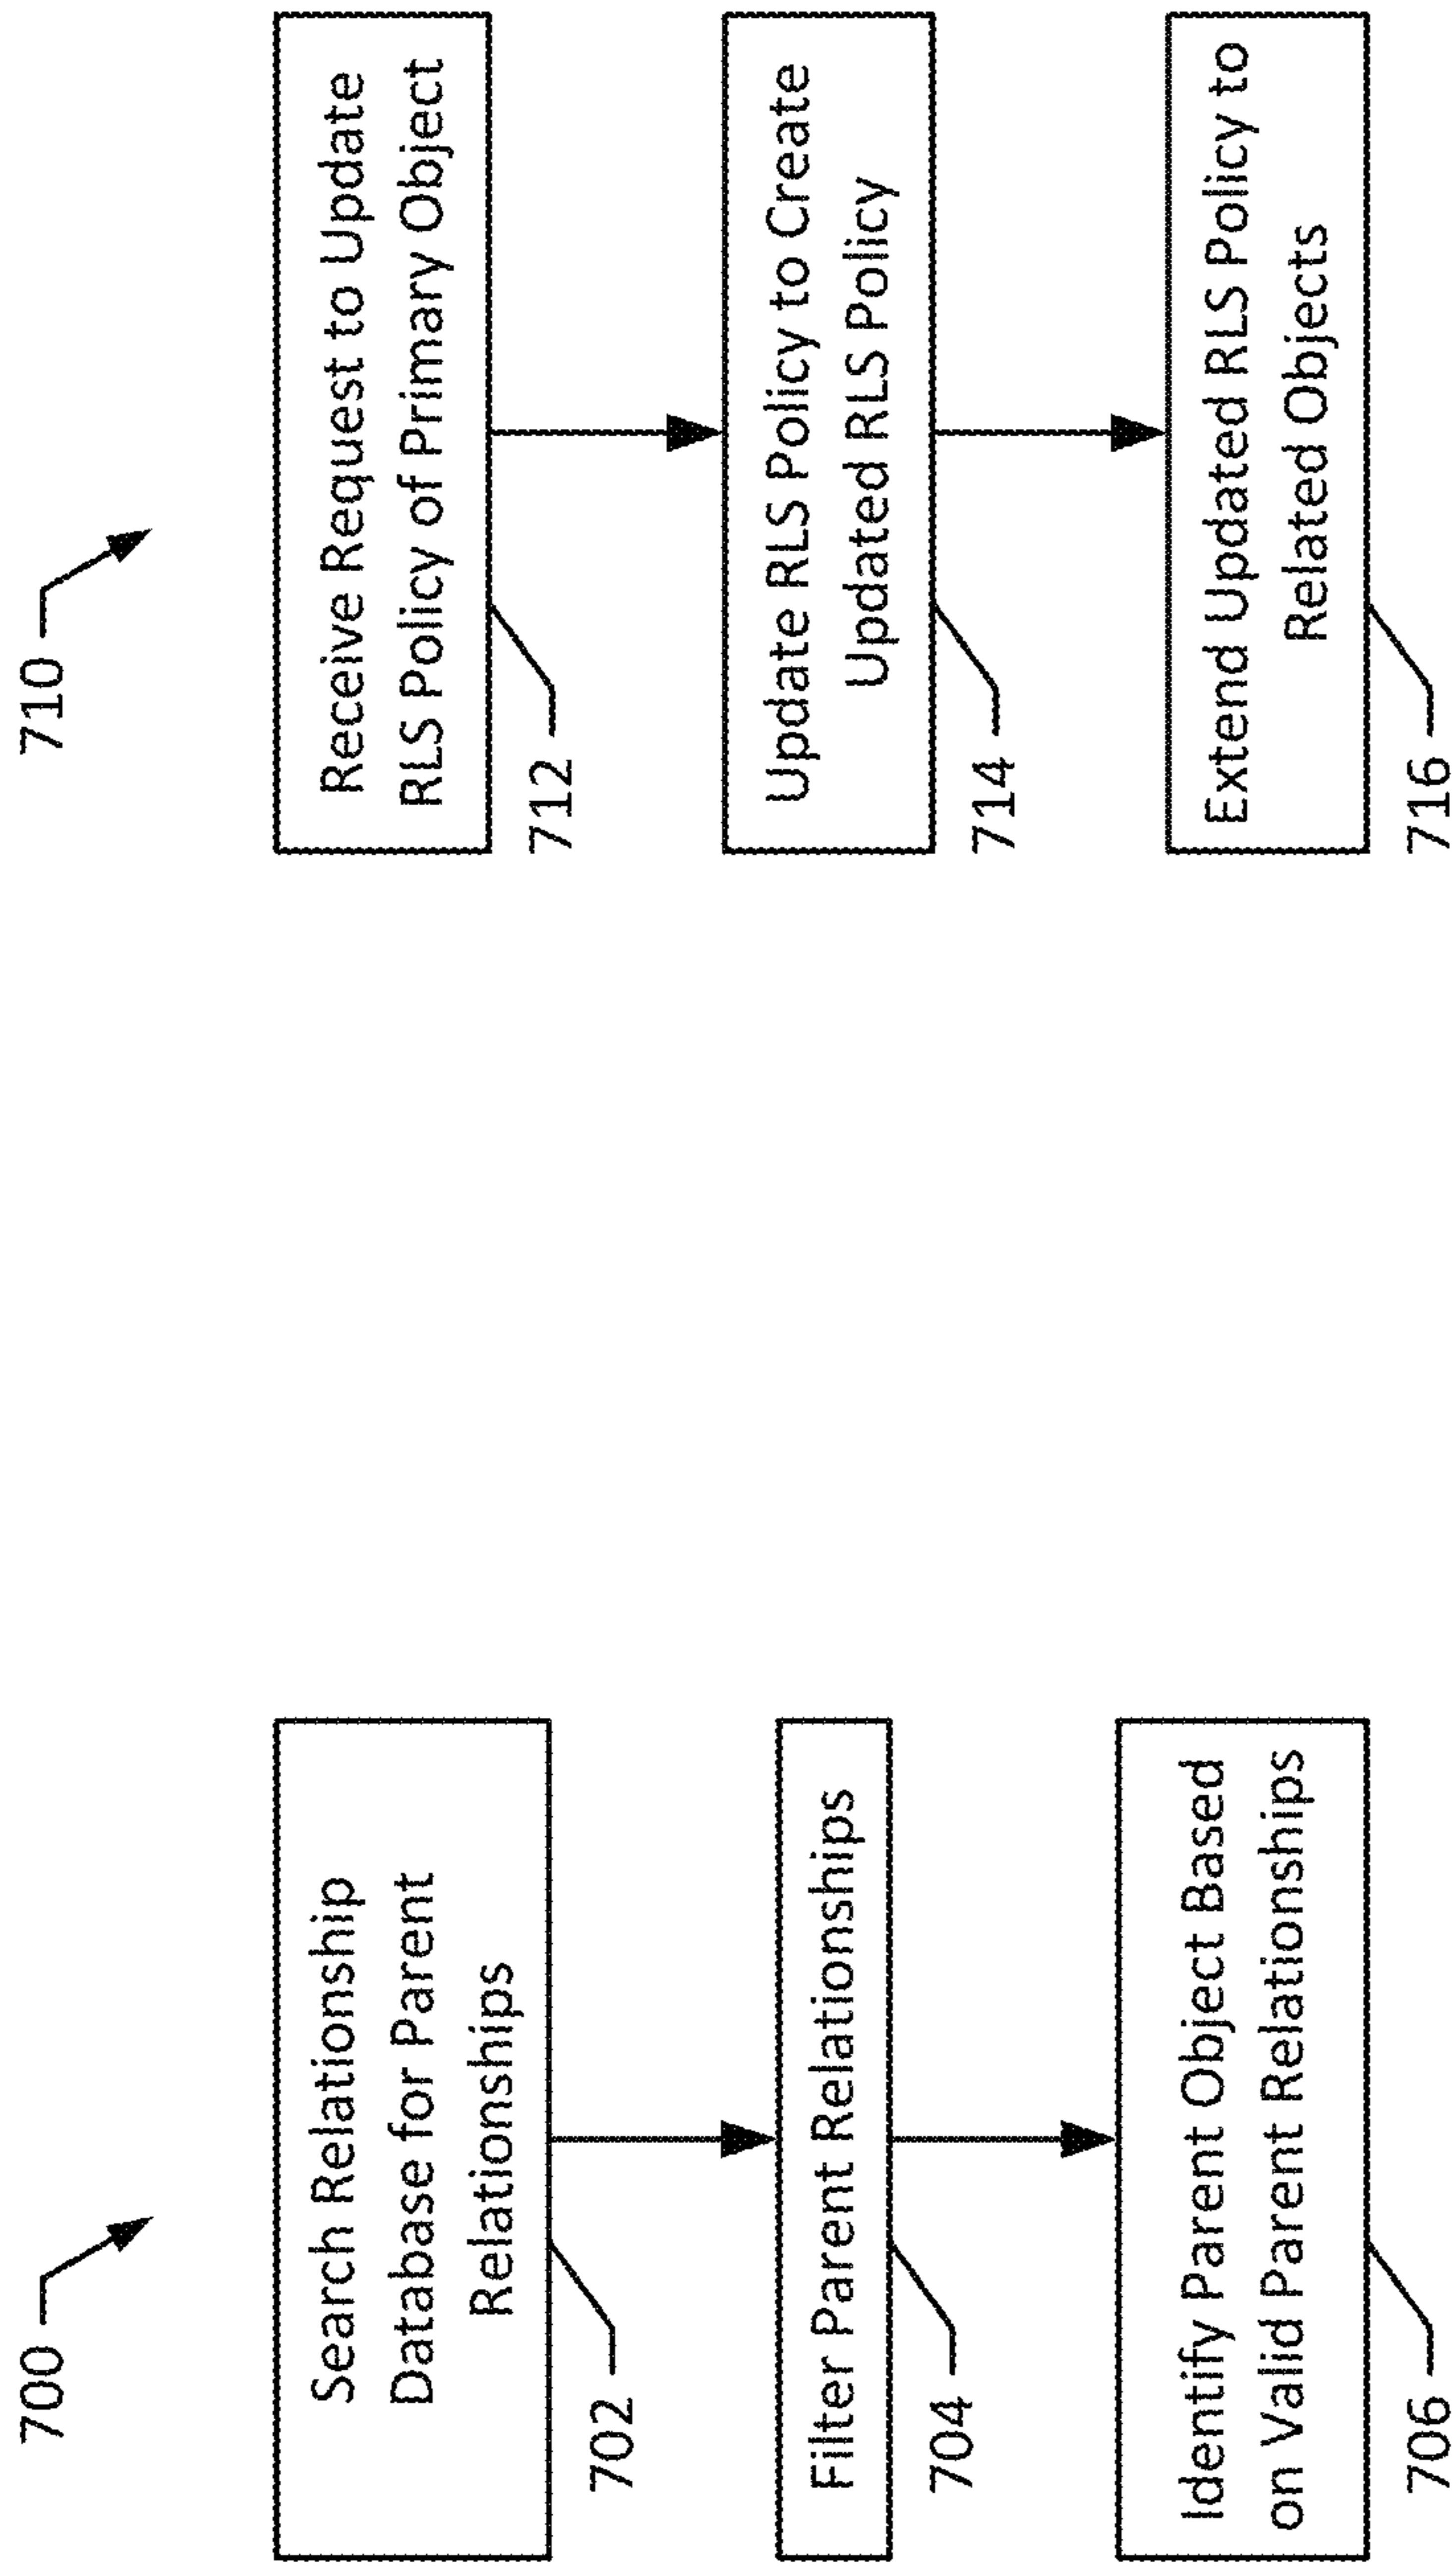 700
Search Relationship
Database for Parent
Relationships
702
Filter Parent Relationships
704
Identify Parent Object Based
on Valid Parent Relationships
706
710
Receive Request to Update
RLS Policy of Primary Object
712
Update RLS Policy to Create
Updated RLS Policy
714
Extend Updated RLS Policy to
Related Objects
716